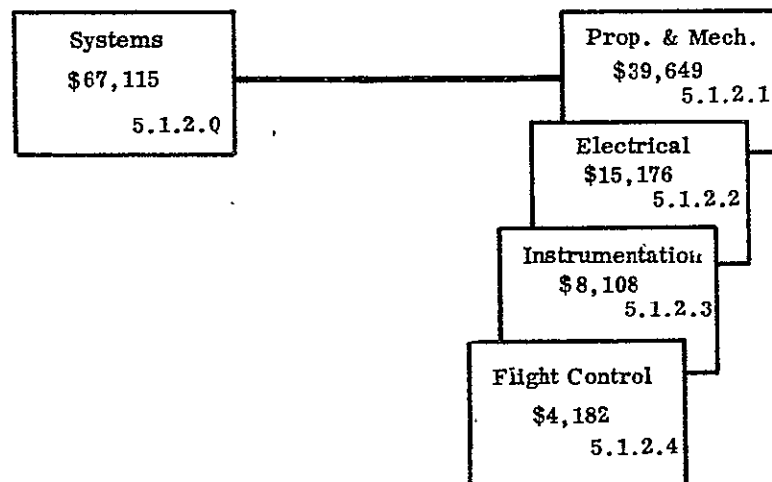 Systems
$67,115
5.1.2.0
Prop. & Mech.
$39,649
5.1.2.1
Electrical
$15,176
5.1.2.2
Instrumentation
$8,108
5.1.2.3
Flight Control
$4,182
5.1.2.4